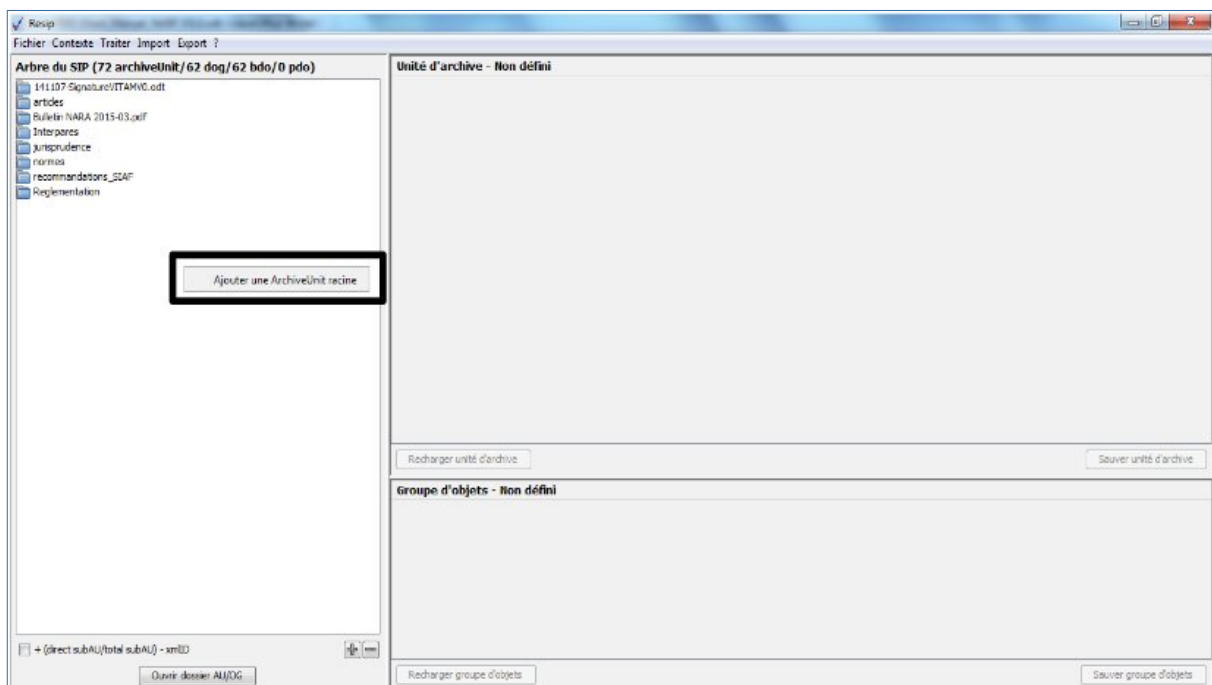 Resip
Fichier Contexte Traiter Import Export ?
Arbre du SIP (72 archiveUnit/62 dog/62 bdo/0 pdo)
141107-SignatureVITAMV0.odt
articles
Bulletin NARA 2015-03.pdf
Interpares
jurisprudence
normes
recommandations_SIAF
Reglementation
Ajouter une ArchiveUnit racine
+ (direct subAU/total subAU) - xmlID
Ouvrir dossier AU/OG
Unité d'archive - Non défini
Recharger unité d'archive
Sauver unité d'archive
Groupe d'objets - Non défini
Recharger groupe d'objets
Sauver groupe d'objets